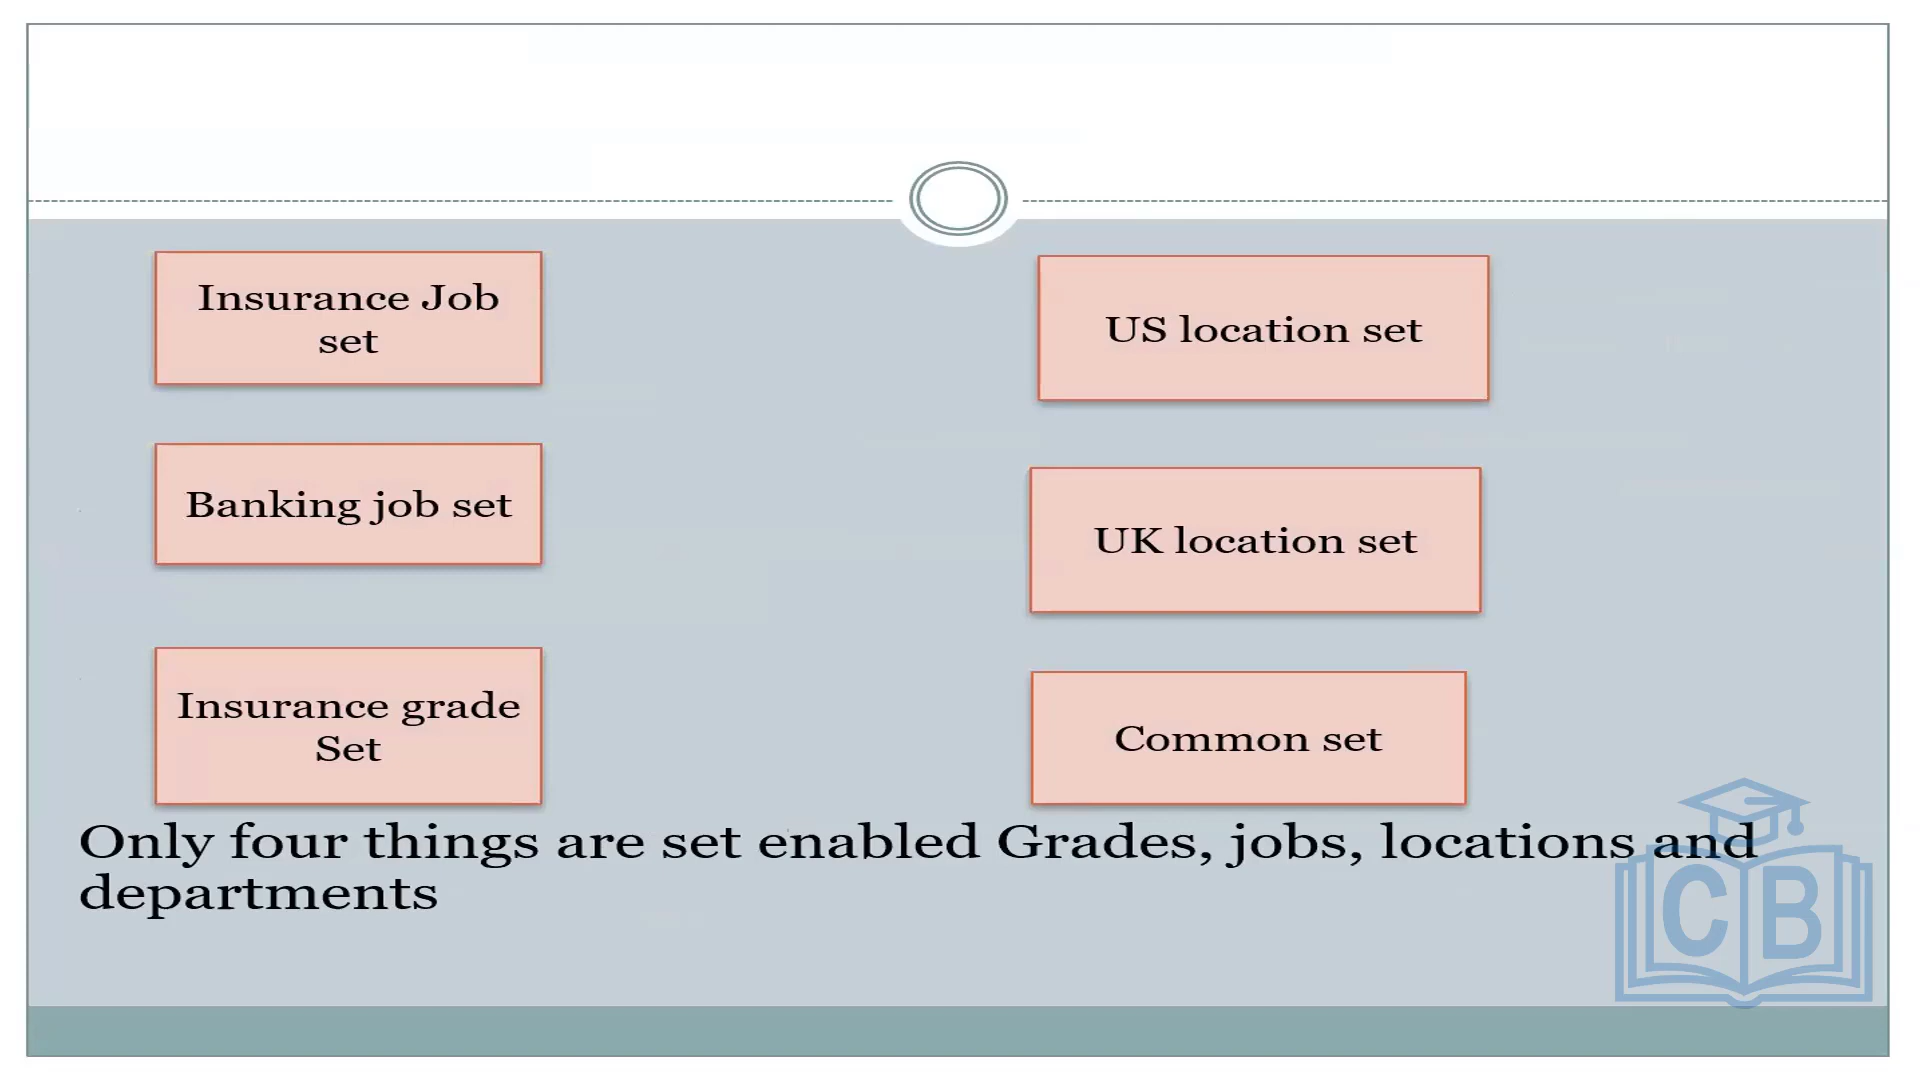 Insurance Job
set
Banking job set
Insurance grade
Set
US location set
UK location set
Common set
Only four things are set enabled Grades, jobs, locations and
departments
CB